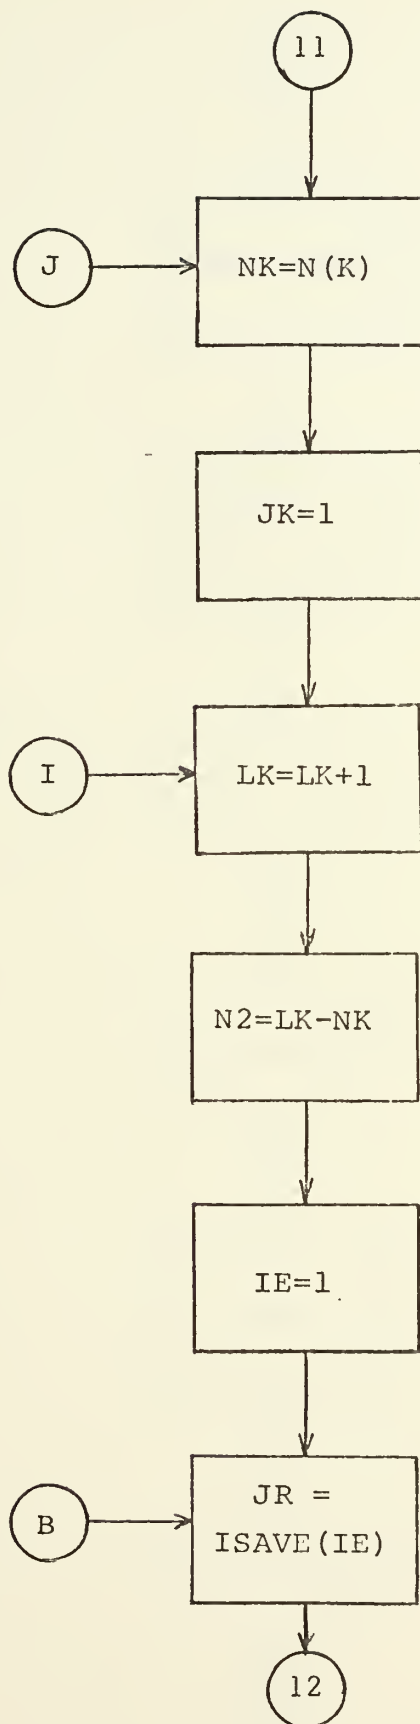 11
J
NK=N(K)
JK=1
I
LK=LK+1
N2=LK-NK
IE=1
B
JR =
ISAVE(IE)
12